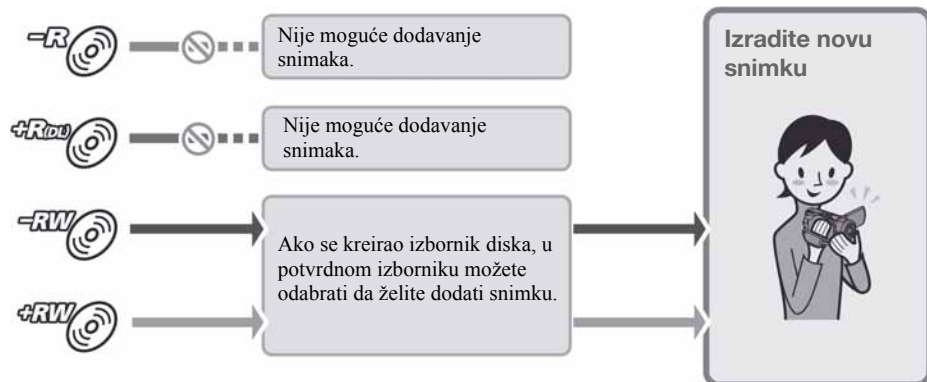 -R
Nije moguće dodavanje
snimaka.
+R(DL)
Nije moguće dodavanje
snimaka.
-RW
Ako se kreirao izbornik diska, u
potvrdnom izborniku možete
odabrati da želite dodati snimku.
+RW
Izradite novu
snimku